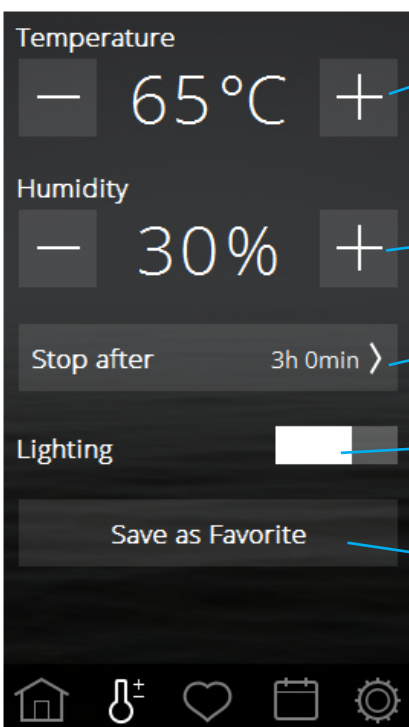 Temperature
— 65°C +
Humidity
— 30% +
Stop after 3h 0min 〉
Lighting
Save as Favorite